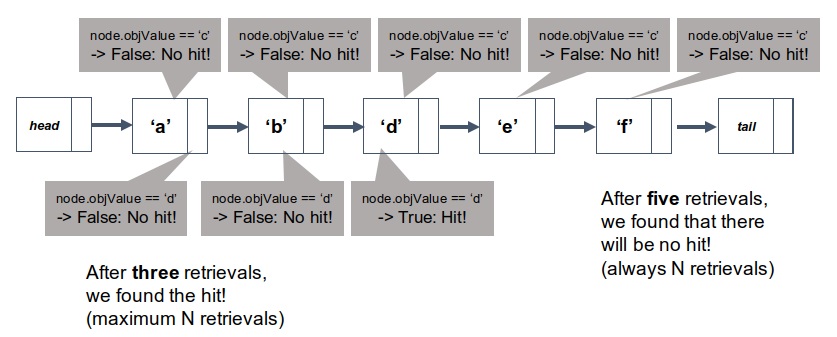 node.objValue == ‘c’
-> False: No hit!
node.objValue == ‘c’
-> False: No hit!
node.objValue == ‘c’
-> False: No hit!
node.objValue == ‘c’
-> False: No hit!
node.objValue == ‘c’
-> False: No hit!
head
‘a’
‘b’
‘d’
‘e’
‘f’
tail
node.objValue == ‘d’
-> False: No hit!
node.objValue == ‘d’
-> False: No hit!
node.objValue == ‘d’
-> True: Hit!
After three retrievals,
we found the hit!
(maximum N retrievals)
After five retrievals,
we found that there
will be no hit!
(always N retrievals)